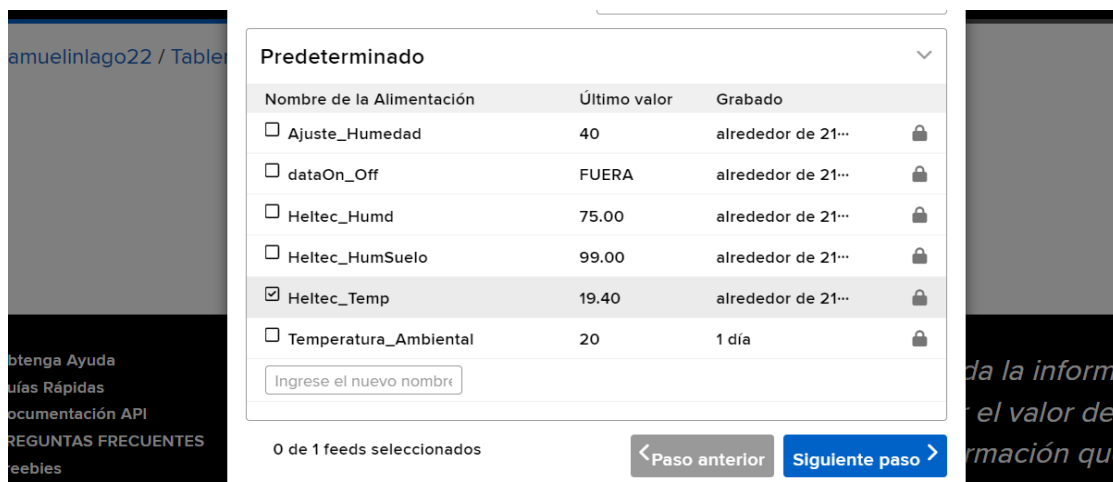 amuelinlago22 / Tabler
Predeterminado
Nombre de la Alimentación Último valor Grabado
Ajuste_Humedad 40 alrededor de 21...
dataOn_Off FUERA alrededor de 21...
Heltec_Humd 75.00 alrededor de 21...
Heltec_HumSuelo 99.00 alrededor de 21...
Heltec_Temp 19.40 alrededor de 21...
Temperatura_Ambiental 20 1 día
Ingrese el nuevo nombre
0 de 1 feeds seleccionados
Paso anterior Siguiente paso
btenga Ayuda
uías Rápidas
ocumentación API
REGUNTAS FRECUENTES
reebies
da la inform
r el valor de
rmación qu